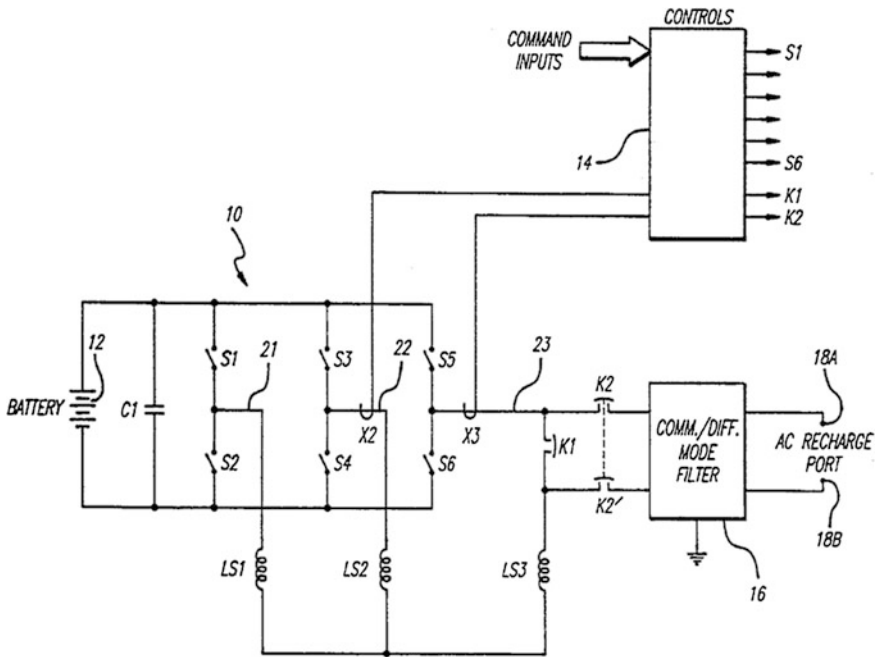 CONTROLS
COMMAND
INPUTS
S1
14
S6
K1
K2
10
12
BATTERY
C1
S1
21
S3
22
S5
23
K2
18A
X2
X3
K1
COMM./DIFF.
MODE
FILTER
AC RECHARGE
PORT
S2
S4
S6
K2′
18B
LS1
LS2
LS3
16